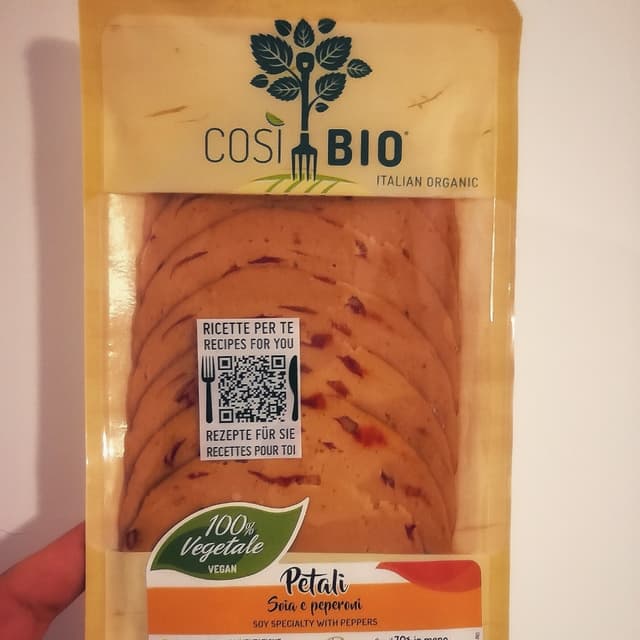 COSÌ BIO
ITALIAN ORGANIC
RICETTE PER TE
RECIPES FOR YOU
REZEPTE FÜR SIE
RECETTES POUR TOI
100%
Vegetale
VEGAN
Petali
Soia e peperoni
SOY SPECIALTY WITH PEPPERS